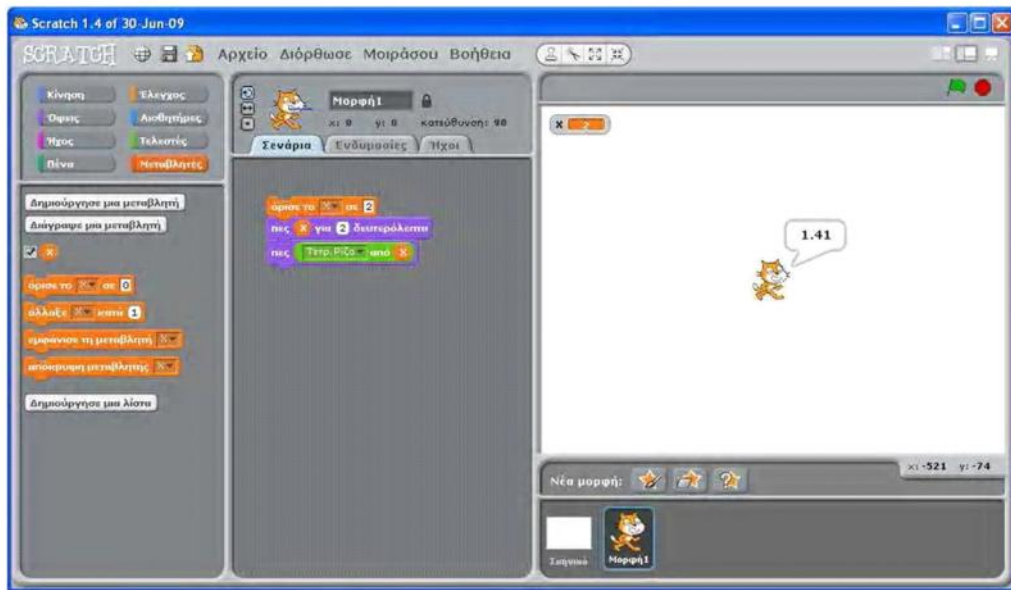 Scratch 1.4 of 30-Jun-09
SCRATCH Αρχείο Διόρθωσε Μοιράσου Βοήθεια
Κίνηση Έλεγχος
Όψεις Αισθητήρες
Ήχος Τελεστές
Πένα Μεταβλητές
Δημιούργησε μια μεταβλητή
Διάγραψε μια μεταβλητή
X
όρισε το X σε 0
άλλαξε X κατά 1
εμφάνισε τη μεταβλητή X
απόκρυψη μεταβλητής X
Δημιούργησε μια λίστα
Μορφή1
x: 0 y: 0 κατεύθυνση: 90
Σενάρια Ενδυμασίες Ήχοι
όρισε το X σε 2
πες X για 2 δευτερόλεπτα
πες Τετρ.Ρίζα από X
X 2
1.41
x: -521 y: -74
Νέα μορφή:
Σκηνικό Μορφή1